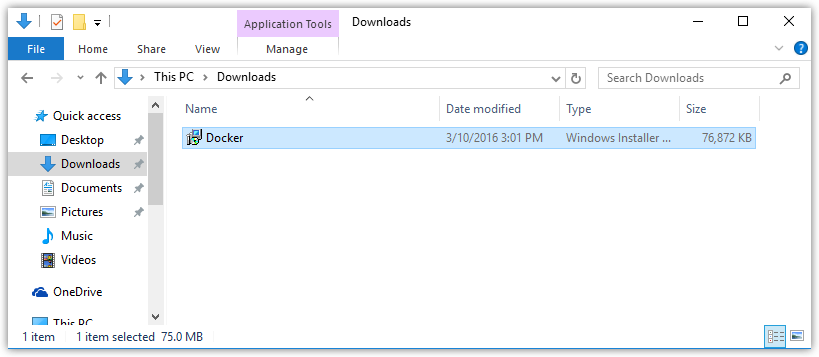 Application Tools Downloads
File Home Share View Manage
This PC Downloads Search Downloads
Name Date modified Type Size
Quick access
Docker 3/10/2016 3:01 PM Windows Installer ... 76,872 KB
Desktop
Downloads
Documents
Pictures
Music
Videos
OneDrive
This PC
1 item 1 item selected 75.0 MB